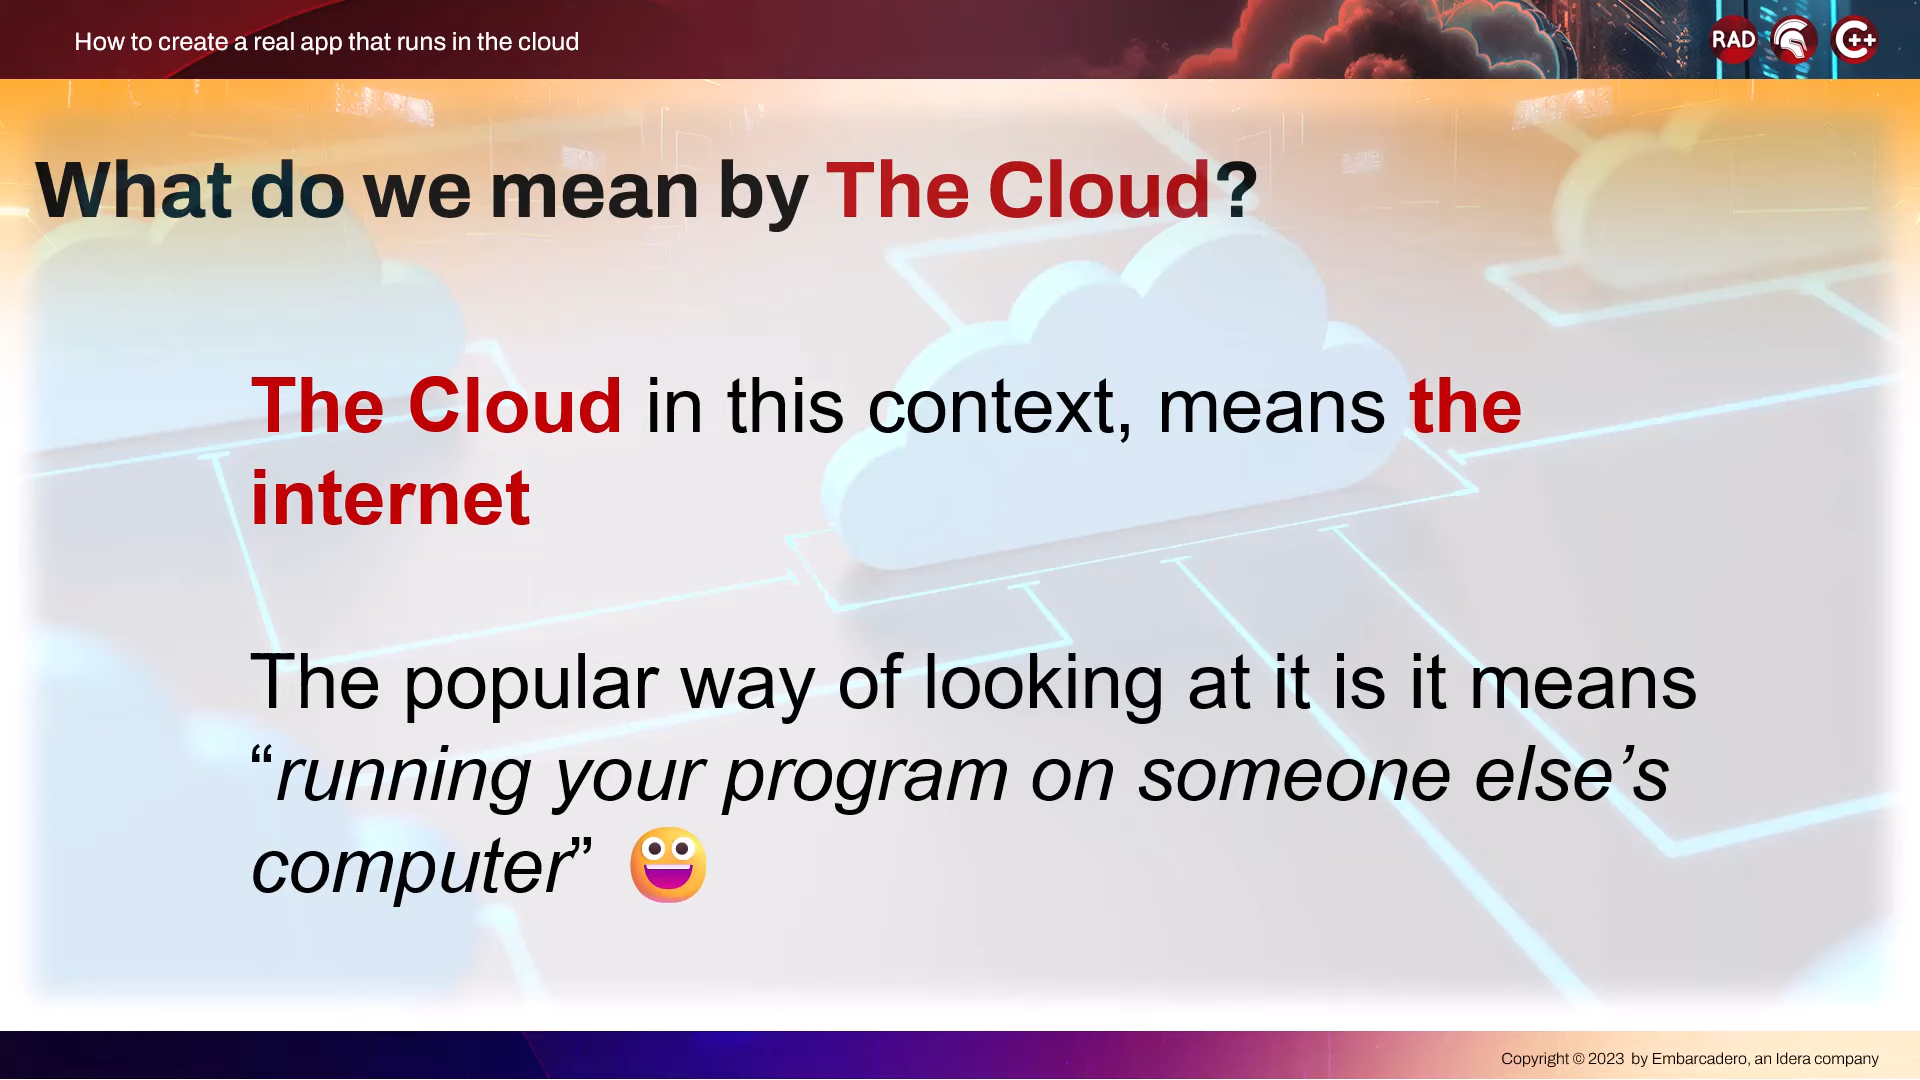 How to create a real app that runs in the cloud
RAD
C++
What do we mean by The Cloud?
The Cloud in this context, means the
internet
The popular way of looking at it is it means
“running your program on someone else’s
computer” 😀
Copyright © 2023 by Embarcadero, an Idera company